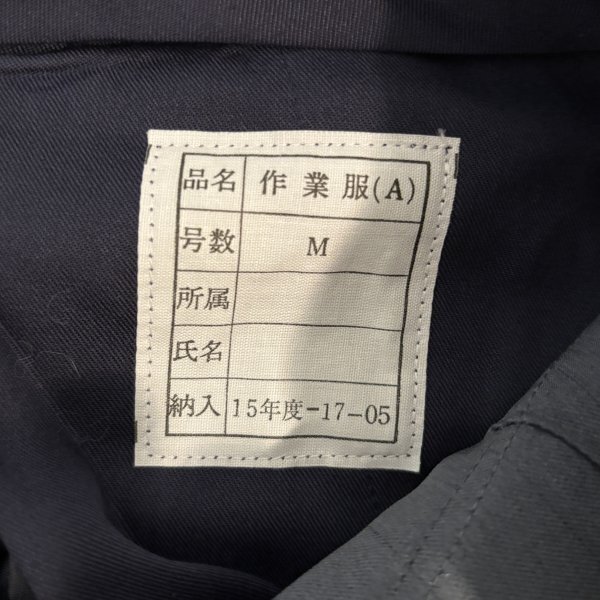 品名 作業服(A)
号数 M
所属
氏名
納入 15年度-17-05